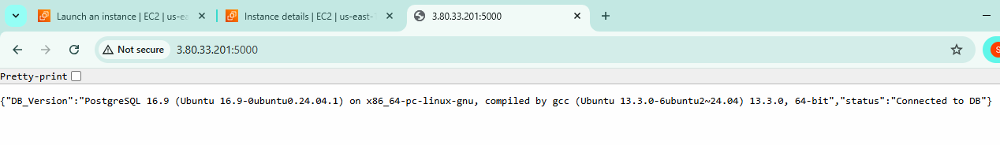 Launch an instance | EC2 | us-ea
Instance details | EC2 | us-east-1
3.80.33.201:5000
Not secure
3.80.33.201:5000
S
Pretty-print
{"DB_Version":"PostgreSQL 16.9 (Ubuntu 16.9-0ubuntu0.24.04.1) on x86_64-pc-linux-gnu, compiled by gcc (Ubuntu 13.3.0-6ubuntu2~24.04) 13.3.0, 64-bit","status":"Connected to DB"}